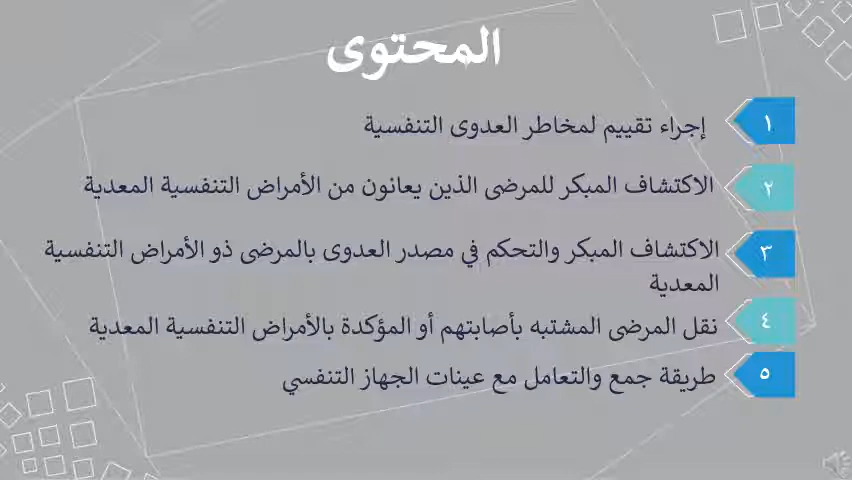 المحتوى
١ إجراء تقييم لمخاطر العدوى التنفسية
٢ الاكتشاف المبكر للمرضى الذين يعانون من الأمراض التنفسية المعدية
٣ الاكتشاف المبكر والتحكم في مصدر العدوى بالمرضى ذو الأمراض التنفسية
المعدية
٤ نقل المرضى المشتبه بأصابتهم أو المؤكدة بالأمراض التنفسية المعدية
٥ طريقة جمع والتعامل مع عينات الجهاز التنفسي